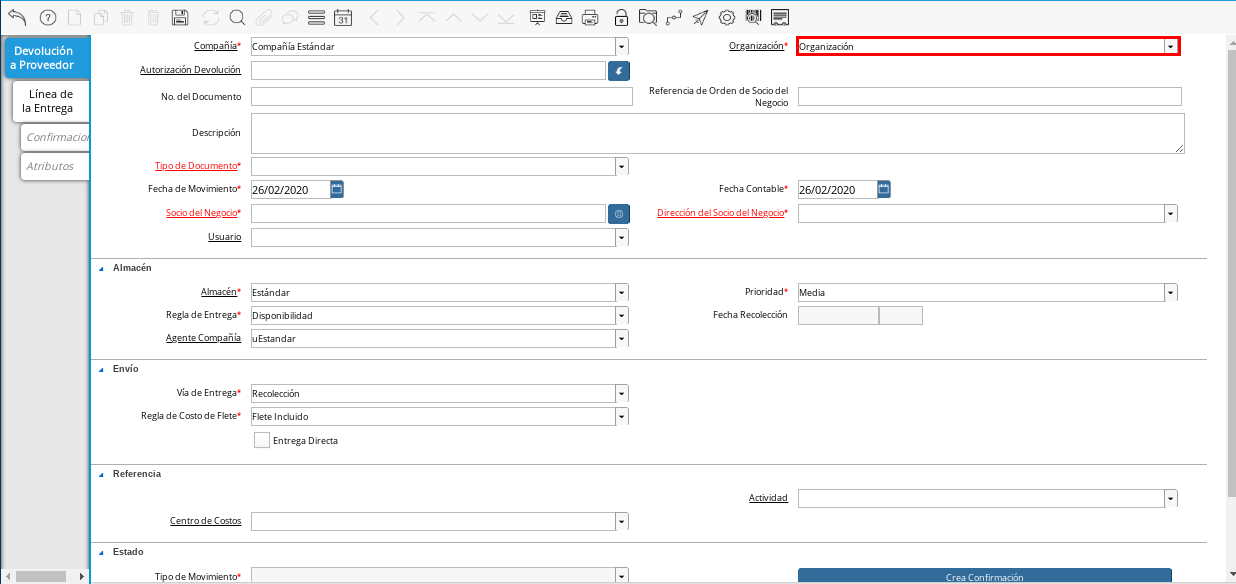 31
Devolución
a Proveedor
Línea de
la Entrega
Confirmacion
Atributos
Compañía* Compañía Estándar
Organización* Organización
Autorización Devolución
No. del Documento
Referencia de Orden de Socio del
Negocio
Descripción
Tipo de Documento*
Fecha de Movimiento* 26/02/2020
Fecha Contable* 26/02/2020
Socio del Negocio*
Dirección del Socio del Negocio*
Usuario
Almacén
Almacén* Estándar
Prioridad* Media
Regla de Entrega* Disponibilidad
Fecha Recolección
Agente Compañía uEstandar
Envío
Vía de Entrega* Recolección
Regla de Costo de Flete* Flete Incluido
Entrega Directa
Referencia
Actividad
Centro de Costos
Estado
Tipo de Movimiento*
Crea Confirmación